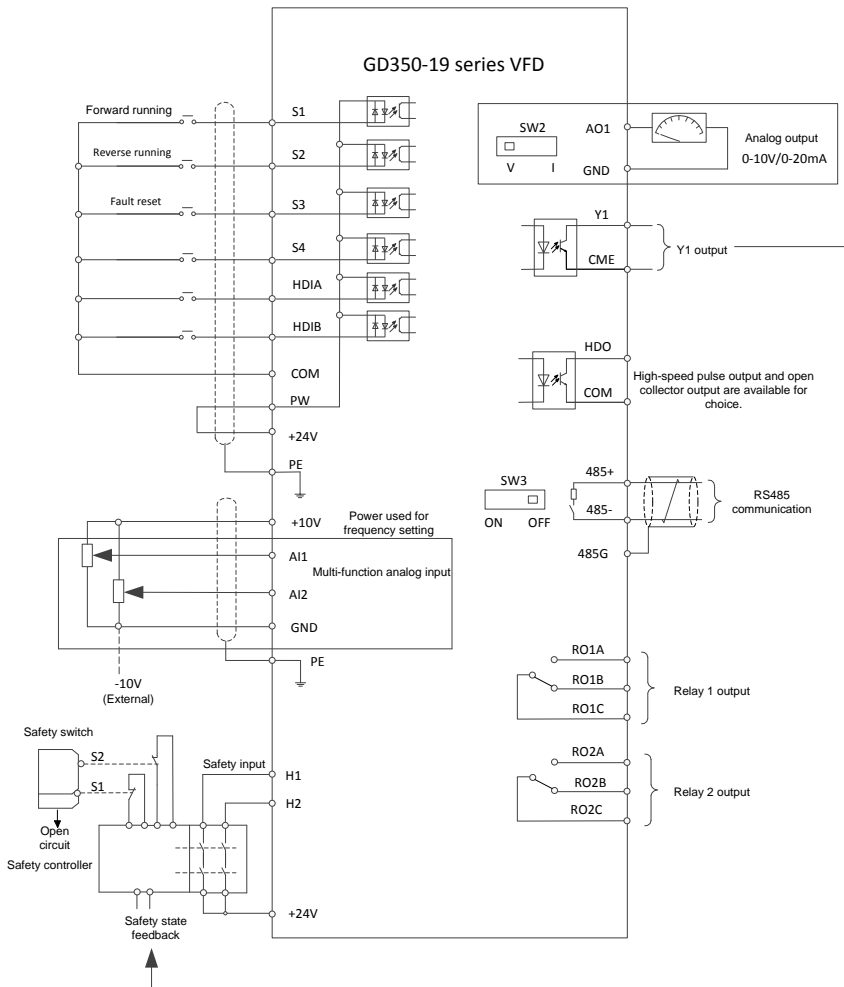 GD350-19 series VFD
Forward running
S1
Reverse running
S2
Fault reset
S3
S4
HDIA
HDIB
COM
PW
+24V
PE
SW2
V I
AO1
GND
Analog output
0-10V/0-20mA
Y1
CME
Y1 output
HDO
COM
High-speed pulse output and open
collector output are available for
choice.
SW3
ON OFF
485+
485-
485G
RS485
communication
+10V
Power used for
frequency setting
AI1
Multi-function analog input
AI2
GND
PE
-10V
(External)
RO1A
RO1B
RO1C
Relay 1 output
RO2A
RO2B
RO2C
Relay 2 output
Safety switch
S2
S1
Open
circuit
Safety controller
Safety input
H1
H2
+24V
Safety state
feedback